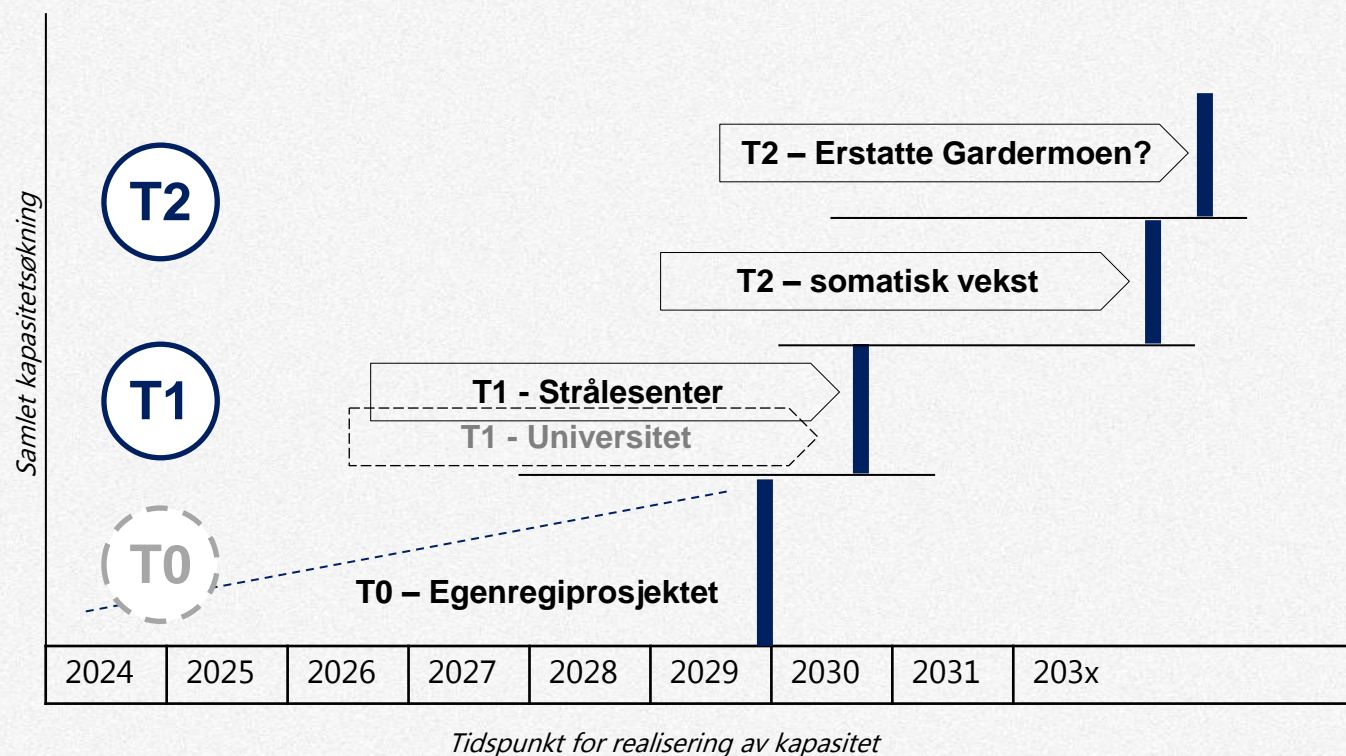 Samlet kapasitetsøkning
T2
T2 – Erstatte Gardermoen?
T2 – somatisk vekst
T1
T1 - Strålesenter
T1 - Universitet
T0
T0 – Egenregiprosjektet
2024 2025 2026 2027 2028 2029 2030 2031 203x
Tidspunkt for realisering av kapasitet